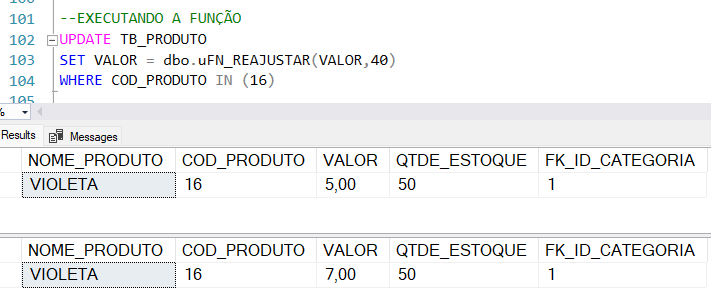 101 --EXECUTANDO A FUNÇÃO
102 UPDATE TB_PRODUTO
103 SET VALOR = dbo.uFN_REAJUSTAR(VALOR,40)
104 WHERE COD_PRODUTO IN (16)
105
%
Results Messages
NOME_PRODUTO COD_PRODUTO VALOR QTDE_ESTOQUE FK_ID_CATEGORIA
VIOLETA 16 5,00 50 1
NOME_PRODUTO COD_PRODUTO VALOR QTDE_ESTOQUE FK_ID_CATEGORIA
VIOLETA 16 7,00 50 1